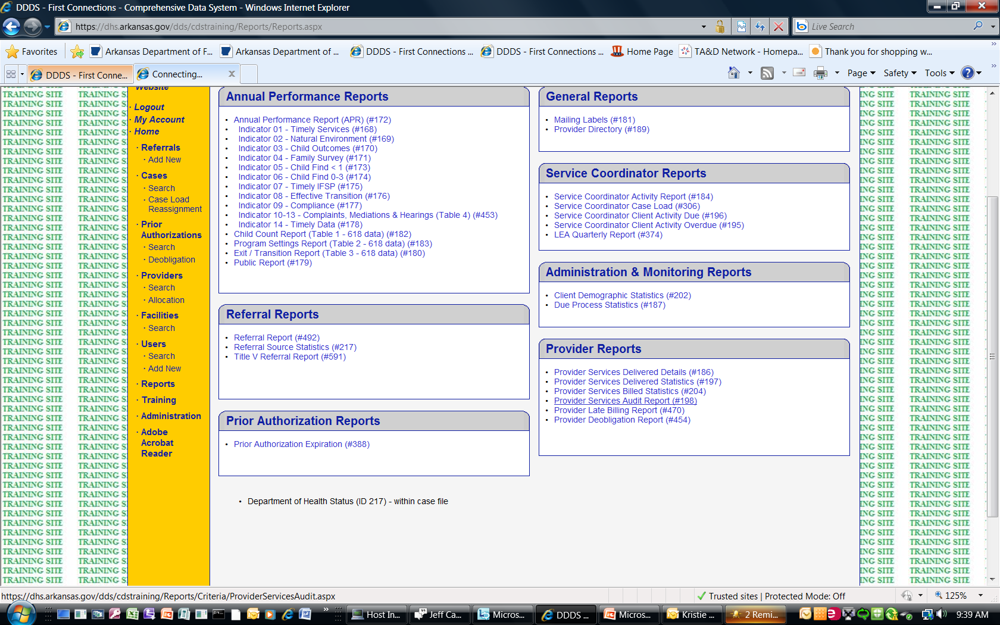 DDDS - First Connections - Comprehensive Data System - Windows Internet Explorer
https://dhs.arkansas.gov/dds/cdstraining/Reports/Reports.aspx
Live Search
Favorites
Arkansas Department of F...
Arkansas Department of ...
DDDS - First Connections ...
DDDS - First Connections ...
Home Page
TA&D Network - Homepa...
Thank you for shopping w...
DDDS - First Conne...
Connecting...
Page
Safety
Tools
TRAINING SITE
Website
· Logout
· My Account
· Home
· Referrals
· Add New
· Cases
· Search
· Case Load
Reassignment
· Prior
Authorizations
· Search
· Deobligation
· Providers
· Search
· Allocation
· Facilities
· Search
· Users
· Search
· Add New
· Reports
· Training
· Administration
· Adobe
Acrobat
Reader
Annual Performance Reports
• Annual Performance Report (APR) (#172)
• Indicator 01 - Timely Services (#168)
• Indicator 02 - Natural Environment (#169)
• Indicator 03 - Child Outcomes (#170)
• Indicator 04 - Family Survey (#171)
• Indicator 05 - Child Find < 1 (#173)
• Indicator 06 - Child Find 0-3 (#174)
• Indicator 07 - Timely IFSP (#175)
• Indicator 08 - Effective Transition (#176)
• Indicator 09 - Compliance (#177)
• Indicator 10-13 - Complaints, Mediations & Hearings (Table 4) (#453)
• Indicator 14 - Timely Data (#178)
• Child Count Report (Table 1 - 618 data) (#182)
• Program Settings Report (Table 2 - 618 data) (#183)
• Exit / Transition Report (Table 3 - 618 data) (#180)
• Public Report (#179)
Referral Reports
• Referral Report (#492)
• Referral Source Statistics (#217)
• Title V Referral Report (#591)
Prior Authorization Reports
• Prior Authorization Expiration (#388)
• Department of Health Status (ID 217) - within case file
General Reports
• Mailing Labels (#181)
• Provider Directory (#189)
Service Coordinator Reports
• Service Coordinator Activity Report (#184)
• Service Coordinator Case Load (#306)
• Service Coordinator Client Activity Due (#196)
• Service Coordinator Client Activity Overdue (#195)
• LEA Quarterly Report (#374)
Administration & Monitoring Reports
• Client Demographic Statistics (#202)
• Due Process Statistics (#187)
Provider Reports
• Provider Services Delivered Details (#186)
• Provider Services Delivered Statistics (#197)
• Provider Services Billed Statistics (#204)
• Provider Services Audit Report (#198)
• Provider Late Billing Report (#470)
• Provider Deobligation Report (#454)
https://dhs.arkansas.gov/dds/cdstraining/Reports/Criteria/ProviderServicesAudit.aspx
Trusted sites | Protected Mode: Off
125%
Host In...
Jeff Ca...
Micros...
DDDS ...
Micros...
Kristie ...
2 Remi...
9:39 AM